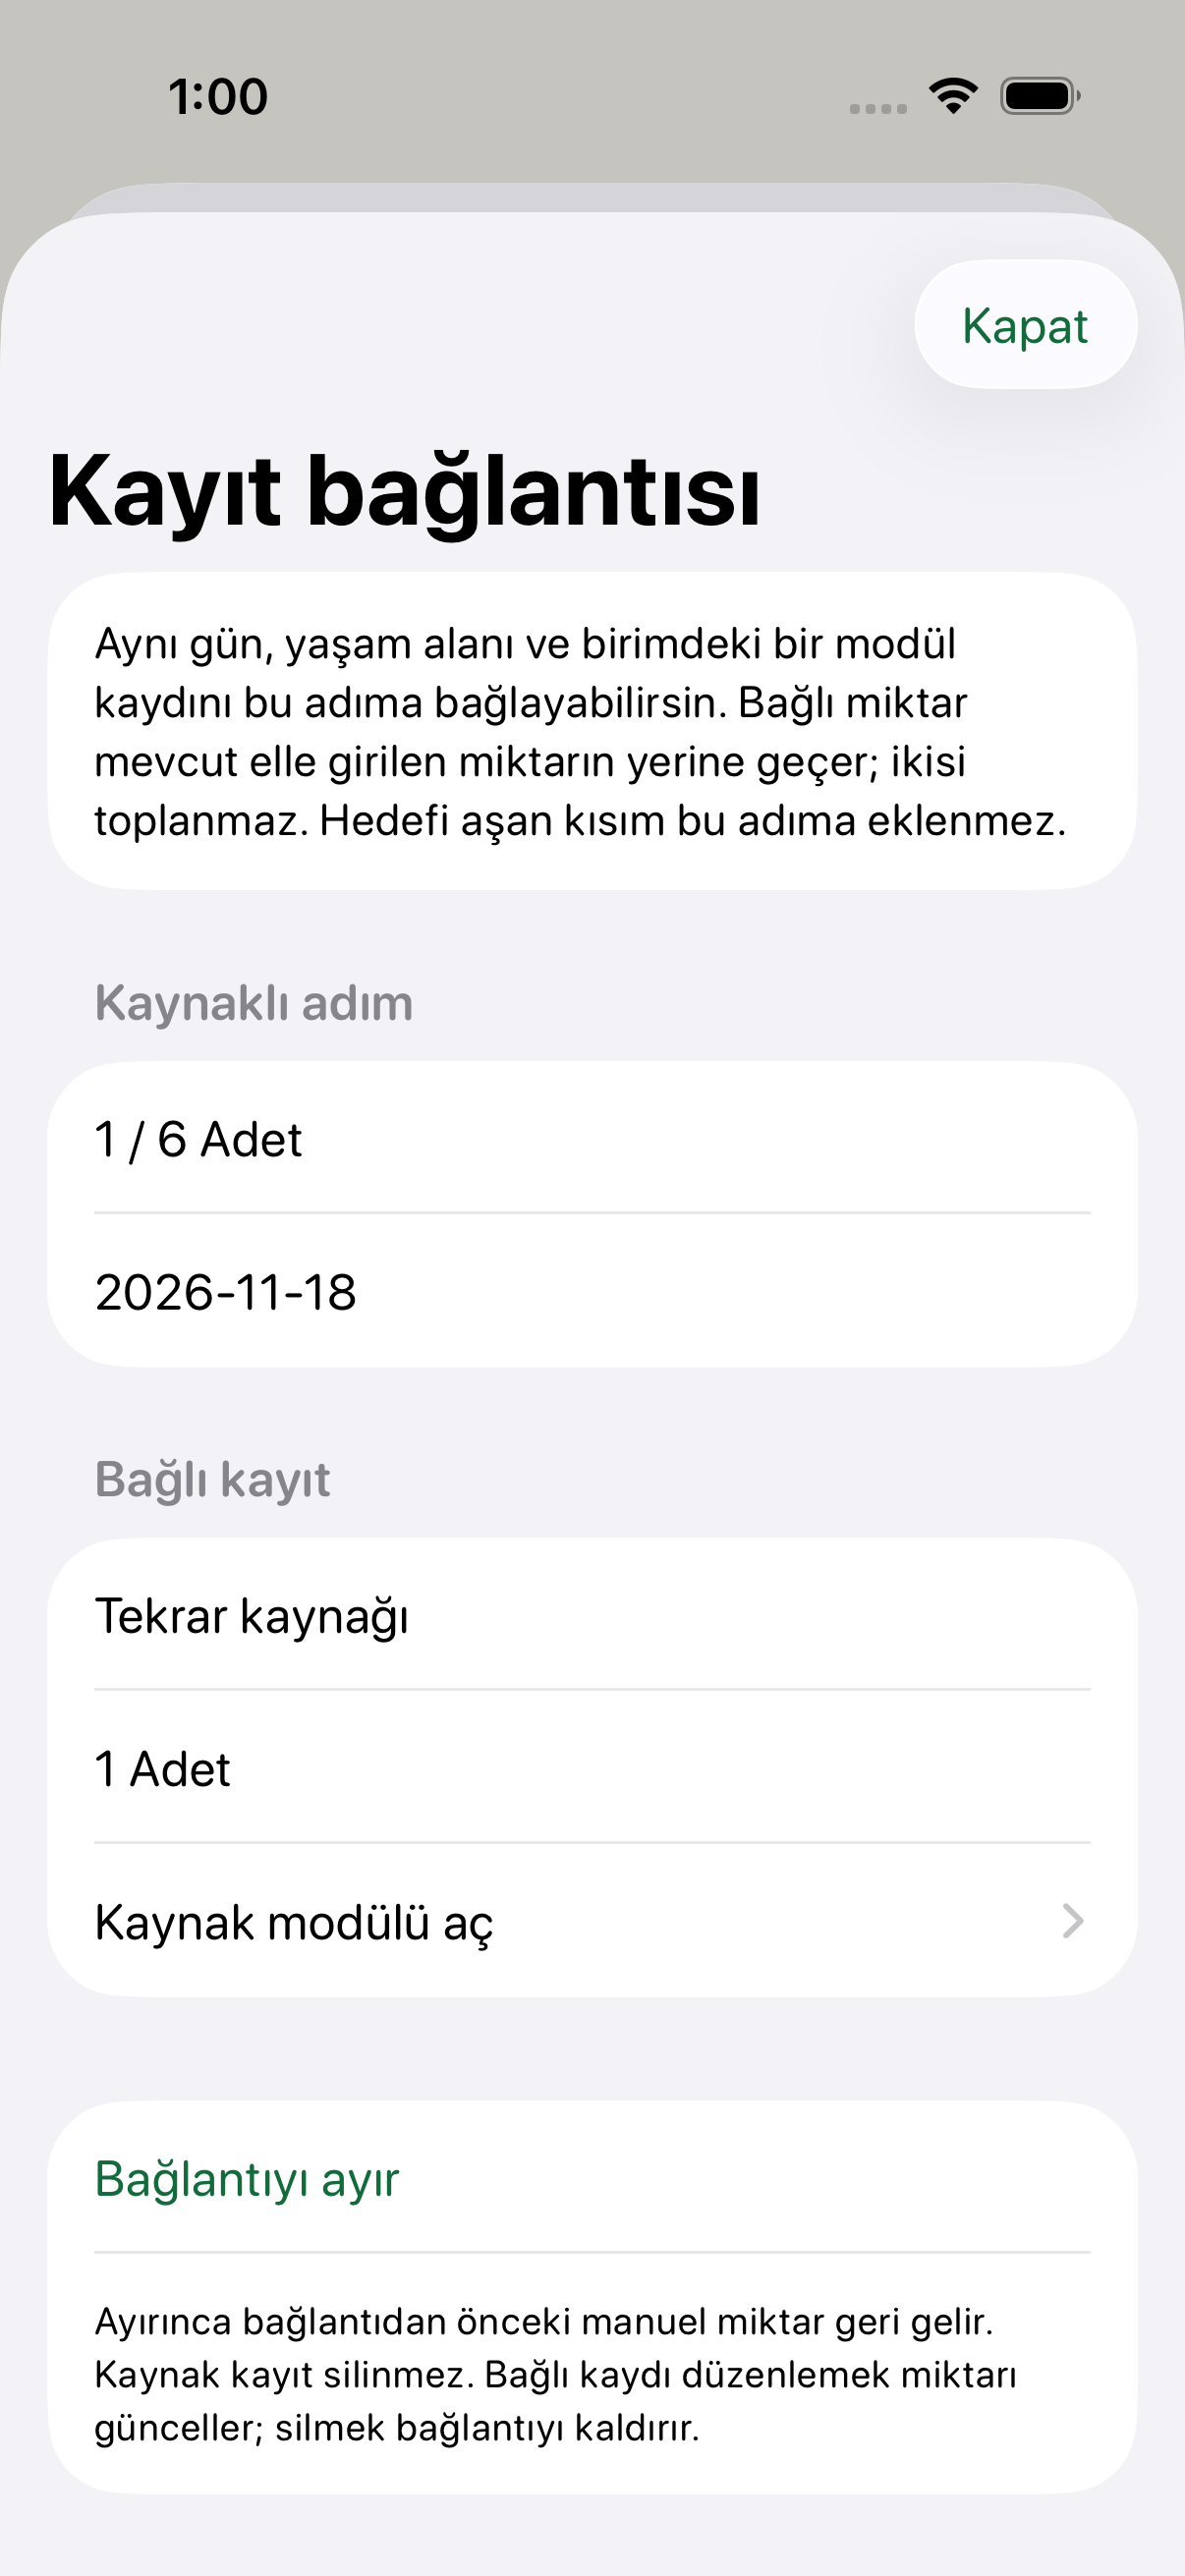 1:00
Kapat
Kayıt bağlantısı
Aynı gün, yaşam alanı ve birimdeki bir modül
kaydını bu adıma bağlayabilirsin. Bağlı miktar
mevcut elle girilen miktarın yerine geçer; ikisi
toplanmaz. Hedefi aşan kısım bu adıma eklenmez.
Kaynaklı adım
1 / 6 Adet
2026-11-18
Bağlı kayıt
Tekrar kaynağı
1 Adet
Kaynak modülü aç
Bağlantıyı ayır
Ayırınca bağlantıdan önceki manuel miktar geri gelir.
Kaynak kayıt silinmez. Bağlı kaydı düzenlemek miktarı
günceller; silmek bağlantıyı kaldırır.